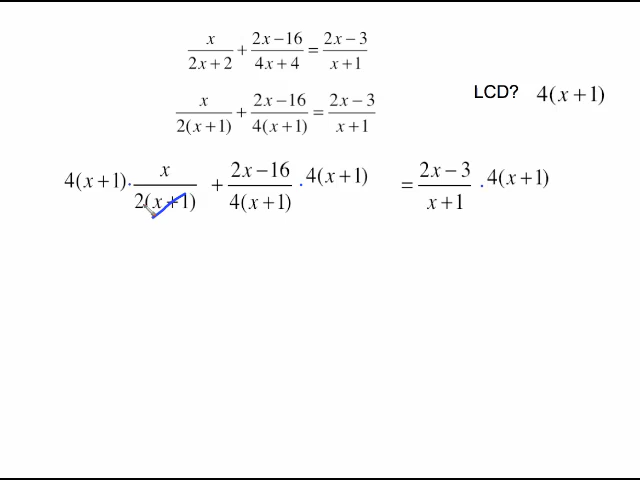 x/(2x+2) + (2x−16)/(4x+4) = (2x−3)/(x+1)
LCD? 4(x+1)
x/(2(x+1)) + (2x−16)/(4(x+1)) = (2x−3)/(x+1)
4(x+1)·x/(2(x+1)) + (2x−16)/(4(x+1))·4(x+1) = (2x−3)/(x+1)·4(x+1)